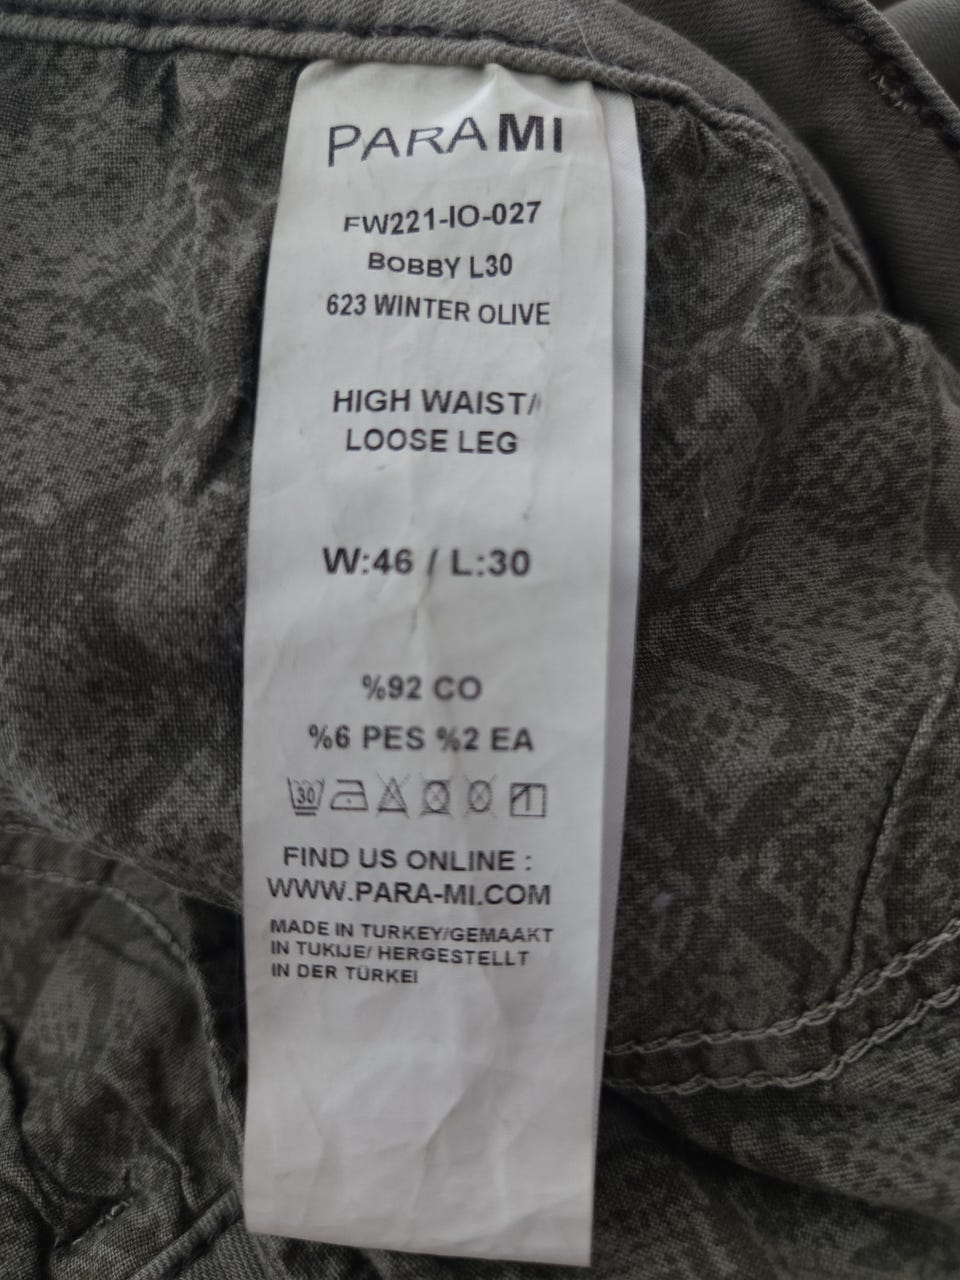 PARAMI
FW221-IO-027
BOBBY L30
623 WINTER OLIVE
HIGH WAIST/
LOOSE LEG
W:46 / L:30
%92 CO
%6 PES %2 EA
30
FIND US ONLINE :
WWW.PARA-MI.COM
MADE IN TURKEY/GEMAAKT
IN TUKIJE/ HERGESTELLT
IN DER TÜRKEI